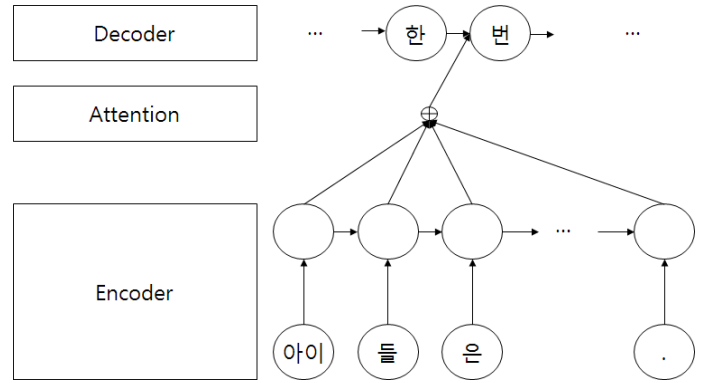 Decoder ... 한 번 ...
Attention
...
Encoder
아이 들 은 .